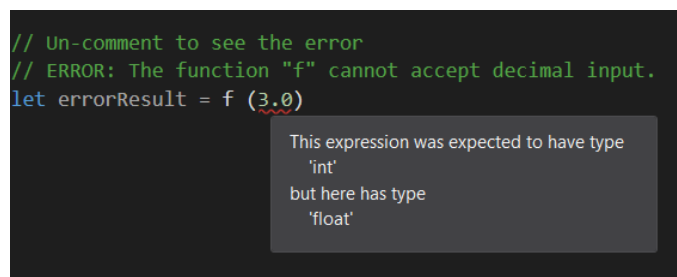 // Un-comment to see the error
// ERROR: The function "f" cannot accept decimal input.
let errorResult = f (3.0)
This expression was expected to have type
'int'
but here has type
'float'